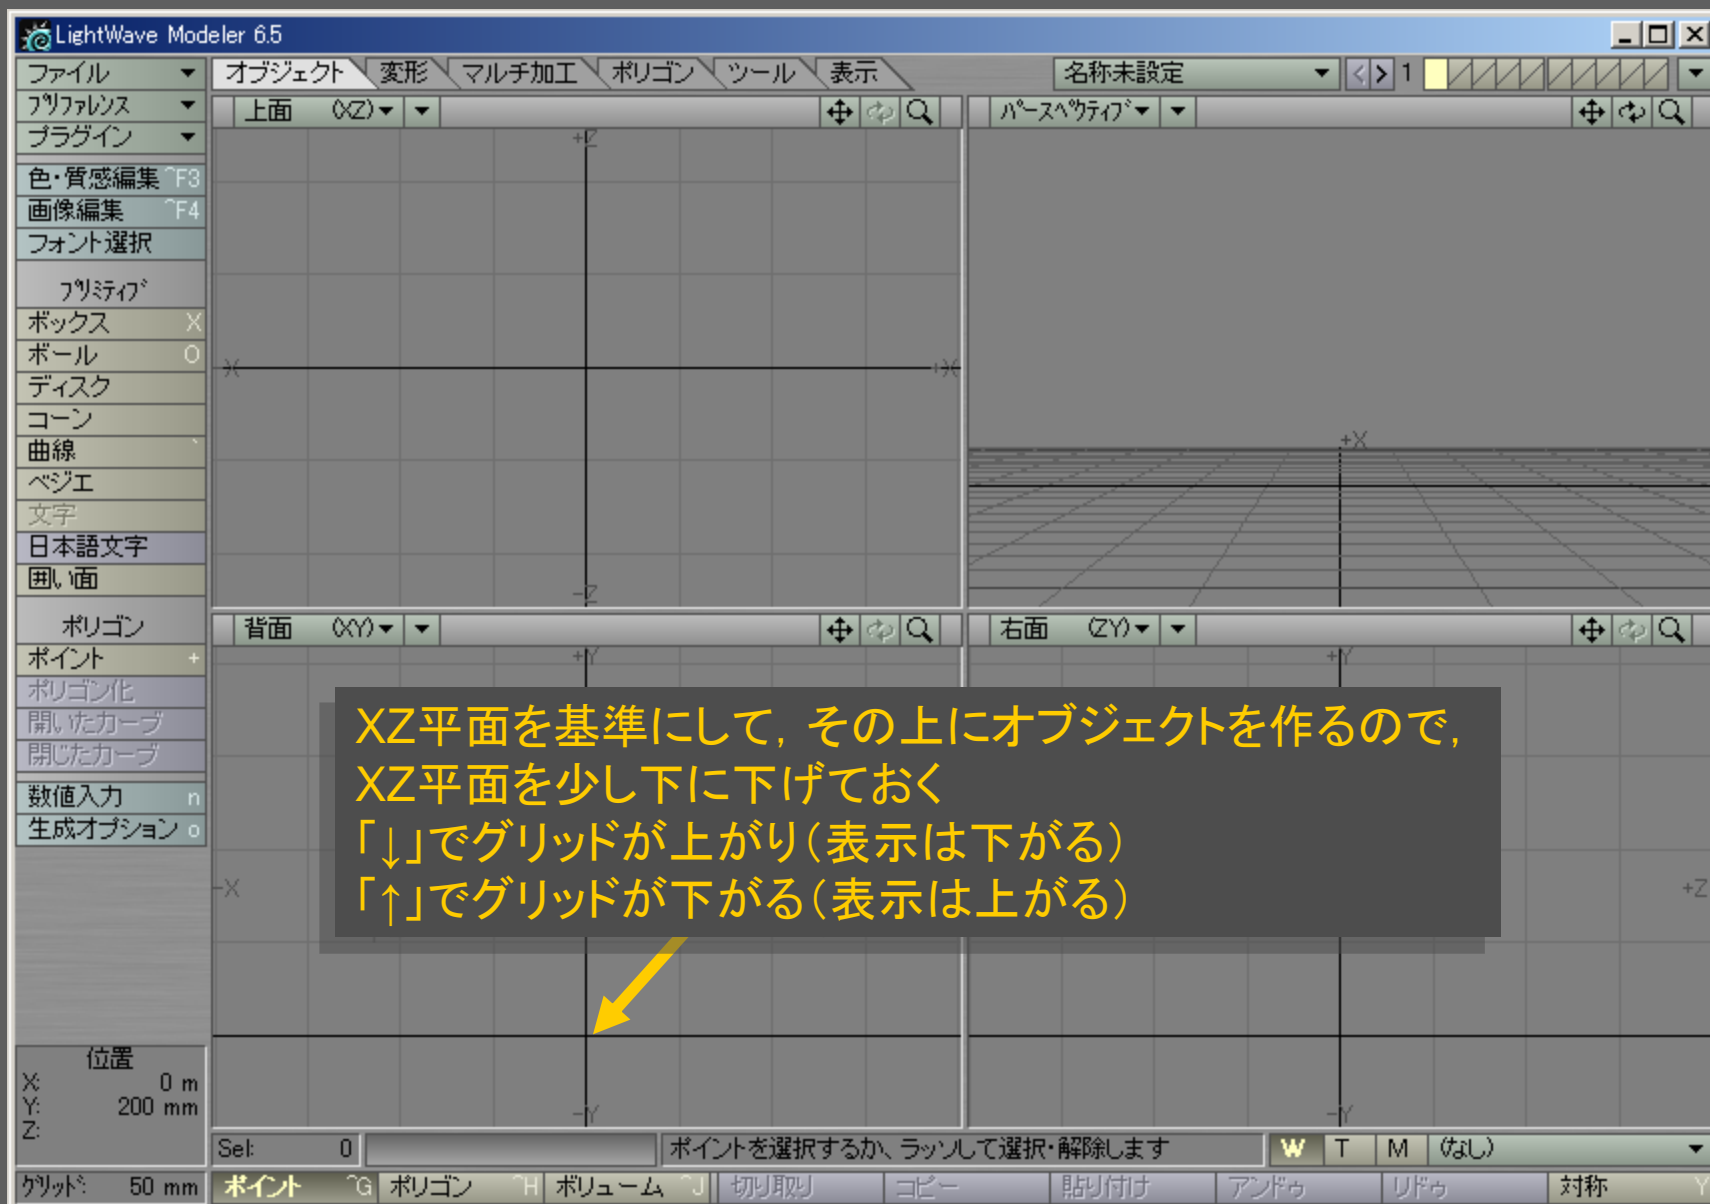 LightWave Modeler 6.5
ファイル
オブジェクト 変形 マルチ加工 ポリゴン ツール 表示
名称未設定
< > 1
プリファレンス
プラグイン
上面 (XZ)
パースペクティブ
色・質感編集 ^F3
画像編集 ^F4
フォント選択
プリミティブ
ボックス X
ボール O
ディスク
コーン
曲線 `
ベジエ
文字
日本語文字
囲い面
ポリゴン
ポイント +
ポリゴン化
開いたカーブ
閉じたカーブ
数値入力 n
生成オプション o
+Z
-X +X
-Z
+X
背面 (XY)
右面 (ZY)
+Y
+Y
XZ平面を基準にして，その上にオブジェクトを作るので，
XZ平面を少し下に下げておく
「↓」でグリッドが上がり（表示は下がる）
「↑」でグリッドが下がる（表示は上がる）
-X
+Z
-Y
-Y
位置
X: 0 m
Y: 200 mm
Z:
グリッド: 50 mm
Sel: 0
ポイントを選択するか、ラッソして選択・解除します
W T M (なし)
ポイント ^G ポリゴン ^H ボリューム ^J 切り取り コピー 貼り付け アンドゥ リドゥ 対称 Y